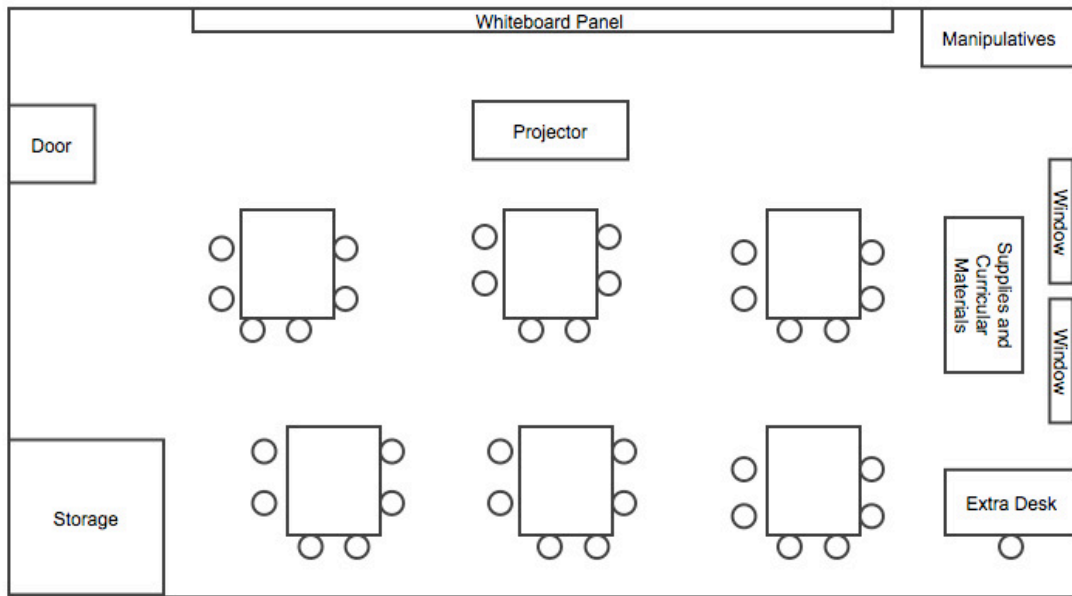 Whiteboard Panel
Manipulatives
Door
Projector
Window
Supplies and
Curricular
Materials
Window
Storage
Extra Desk